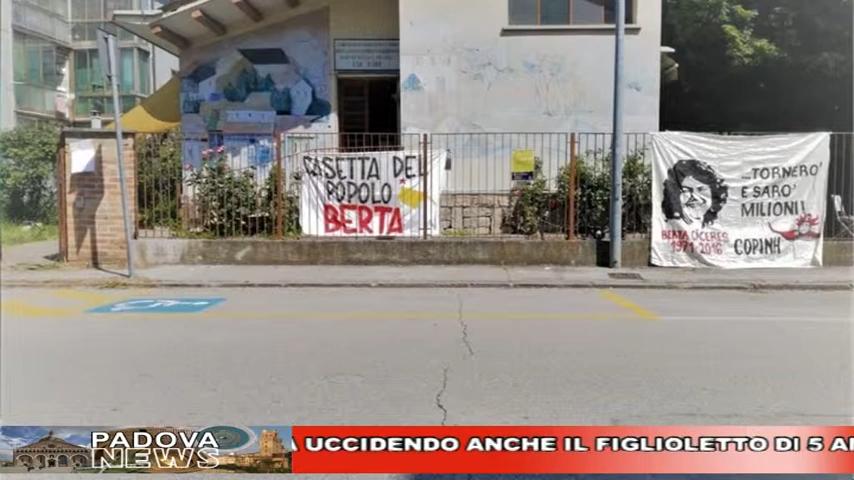 CASETTA DEL
POPOLO
BERTA
...TORNERO'
E SARO'
MILIONI!
BERTA CÁCERES
1971-2016
COPINH
PADOVA
NEWS
UCCIDENDO ANCHE IL FIGLIOLETTO DI 5